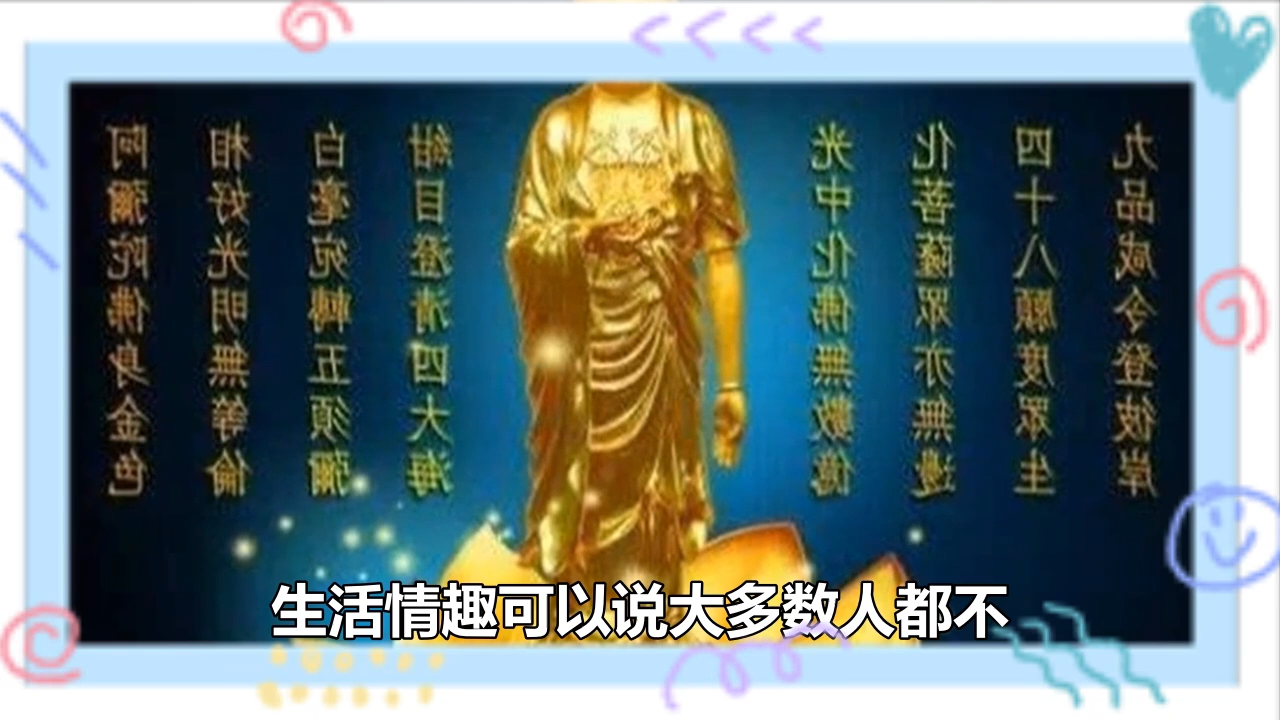 阿彌陀佛身金色
相好光明無等倫
白毫宛轉五須彌
紺目澄清四大海
光中化佛無數億
化菩薩眾亦無邊
四十八願度眾生
九品咸令登彼岸
生活情趣可以说大多数人都不